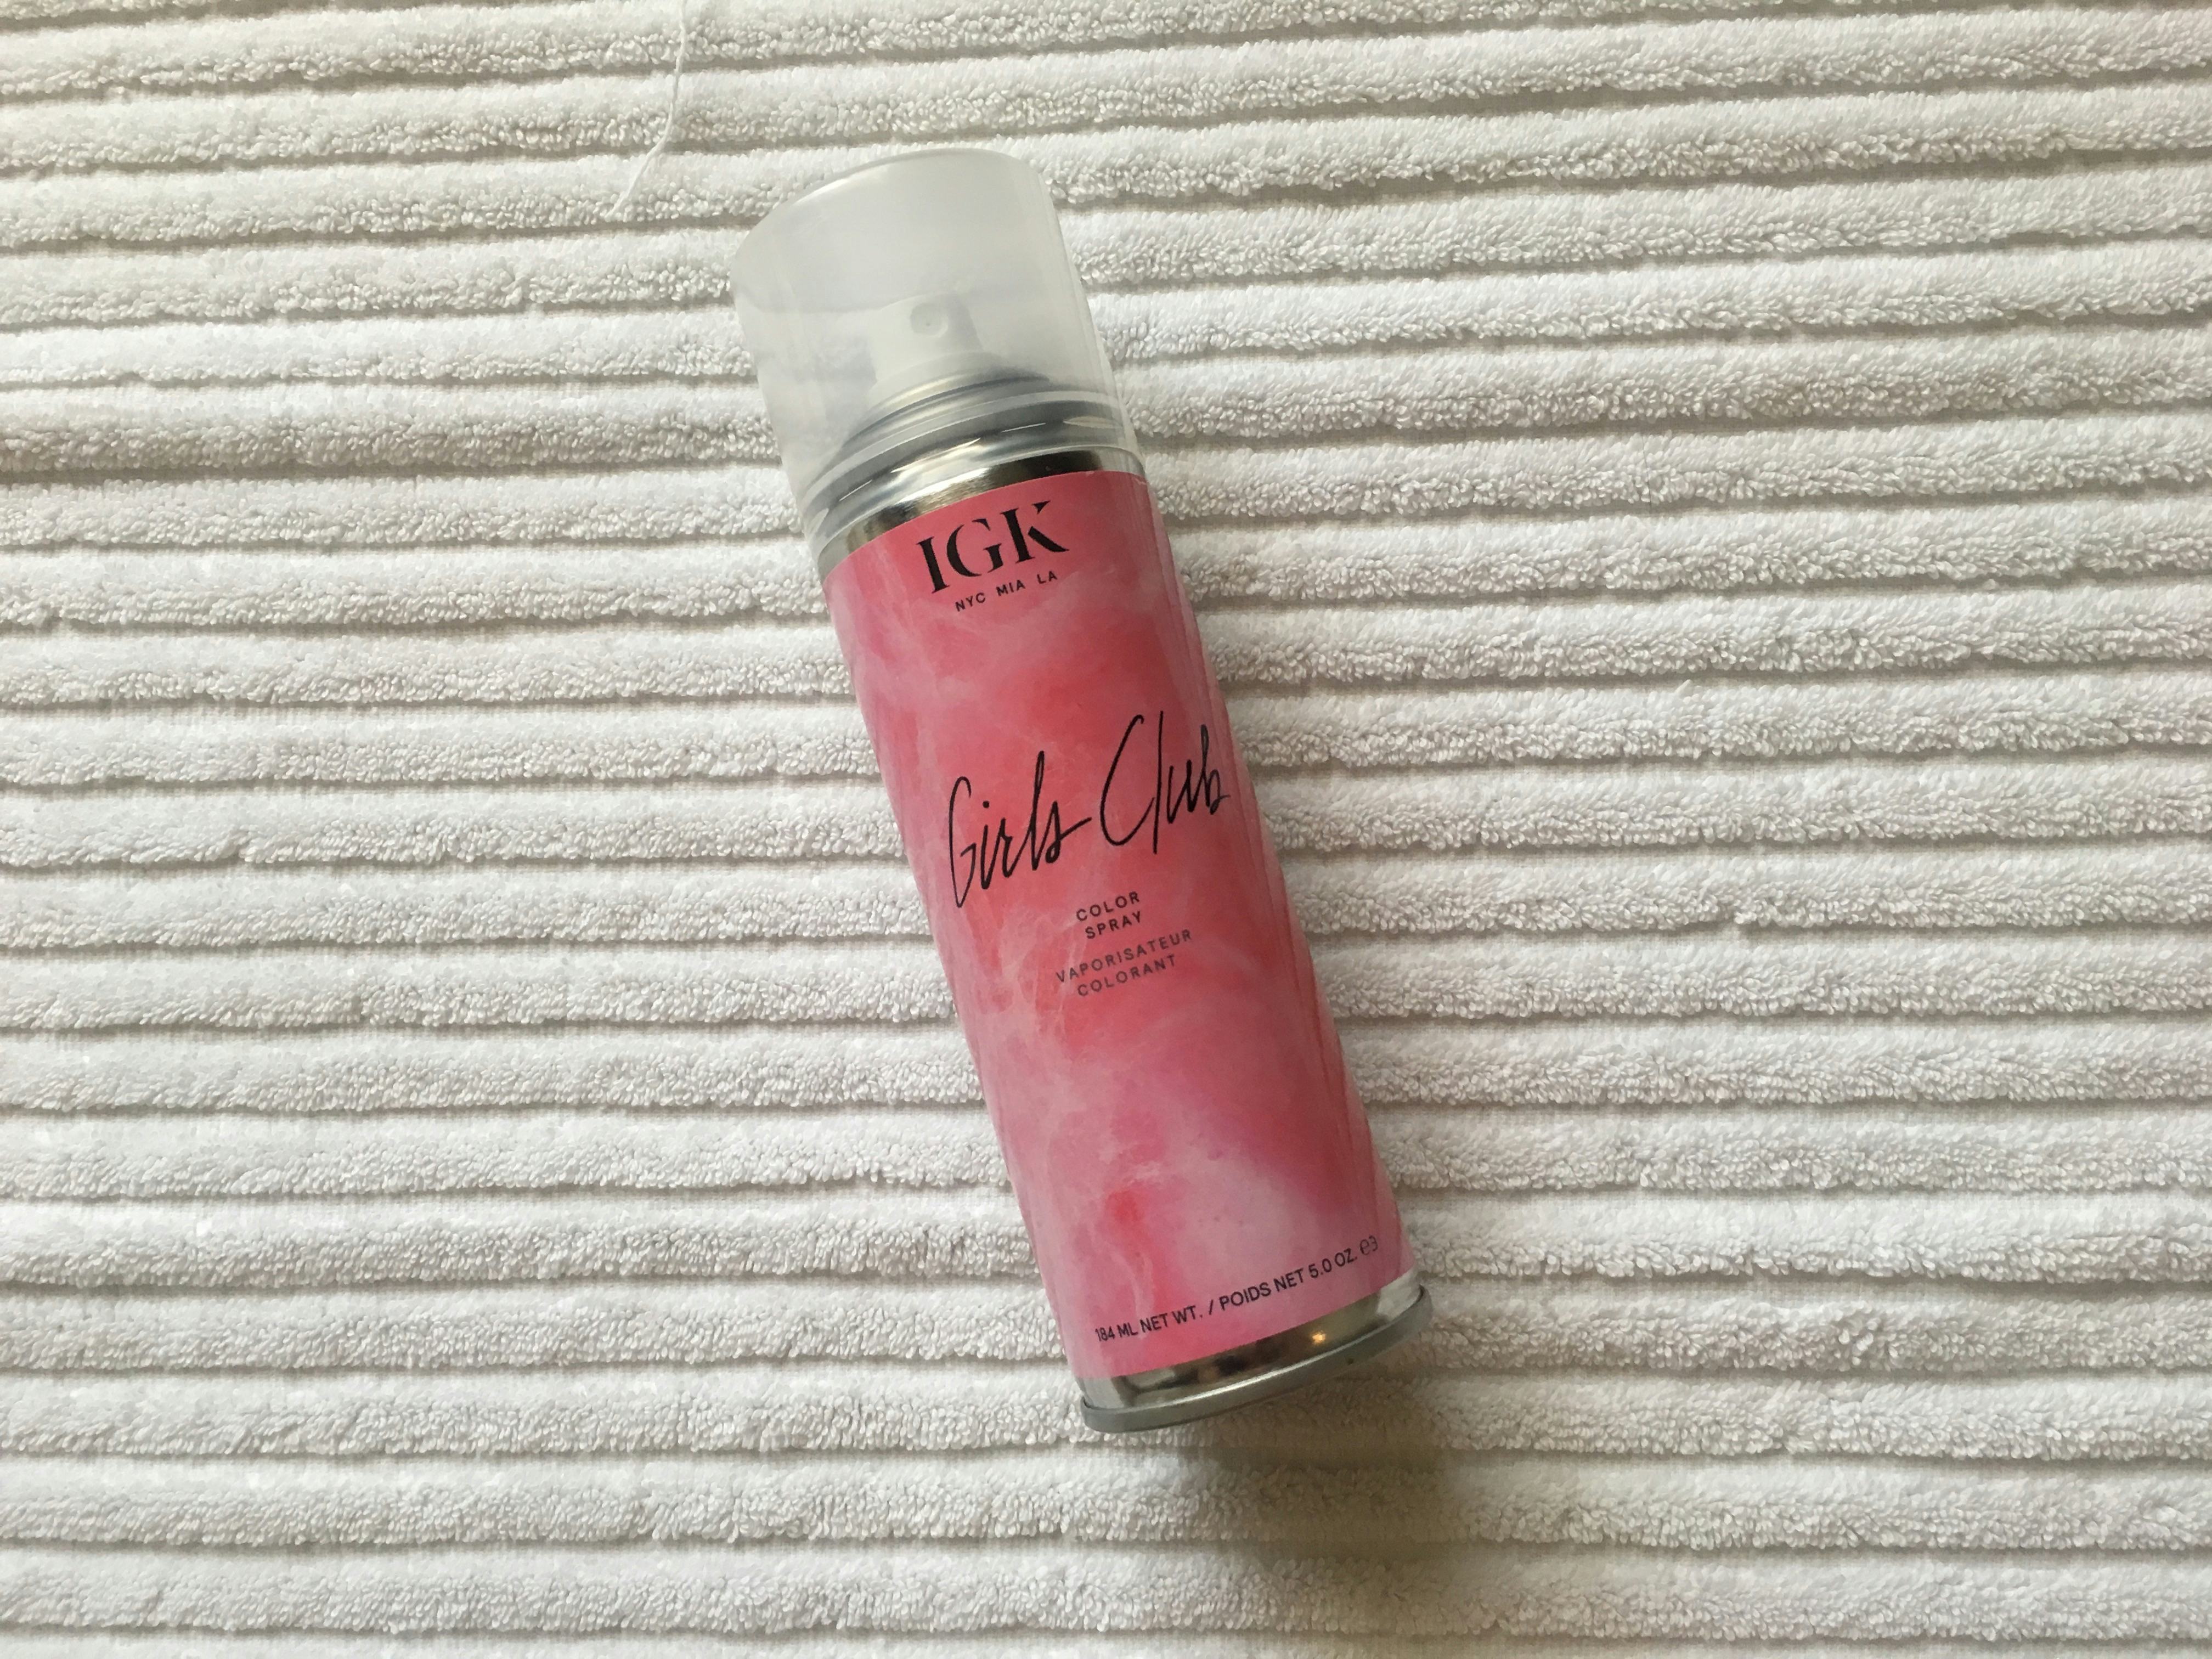 IGK
NYC MIA LA
Girls Club
COLOR
SPRAY
VAPORISATEUR
COLORANT
184 ML NET WT. / POIDS NET 5.0 OZ. ℮3